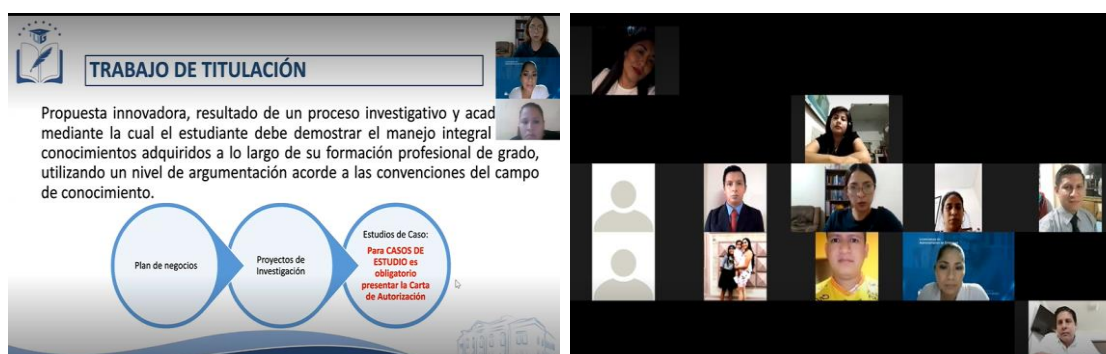 TRABAJO DE TITULACIÓN
Propuesta innovadora, resultado de un proceso investigativo y acad
mediante la cual el estudiante debe demostrar el manejo integral
conocimientos adquiridos a lo largo de su formación profesional de grado,
utilizando un nivel de argumentación acorde a las convenciones del campo
de conocimiento.
Plan de negocios
Proyectos de
Investigación
Estudios de Caso:
Para CASOS DE
ESTUDIO es
obligatorio
presentar la Carta
de Autorización